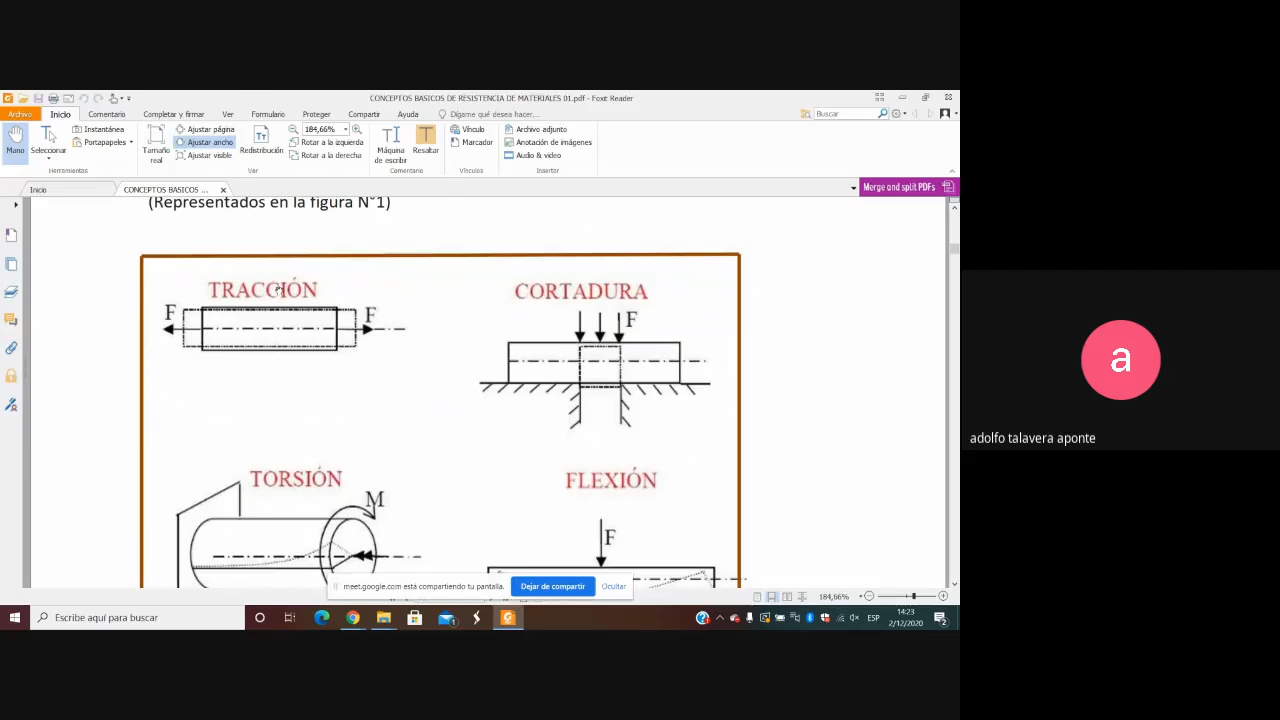 CONCEPTOS BASICOS DE RESISTENCIA DE MATERIALES 01.pdf - Foxit Reader
Archivo Inicio Comentario Completar y firmar Ver Formulario Proteger Compartir Ayuda Dígame qué desea hacer... Buscar
Mano
Seleccionar
Instantánea
Portapapeles
Herramientas
Tamaño real
Ajustar página
Ajustar ancho
Ajustar visible
Redistribución
184,66%
Rotar a la izquierda
Rotar a la derecha
Ver
Máquina de escribir
Resaltar
Comentario
Vínculo
Marcador
Vínculos
Archivo adjunto
Anotación de imágenes
Audio & video
Insertar
Inicio
CONCEPTOS BASICOS ...
Merge and split PDFs
(Representados en la figura N°1)
TRACCIÓN
F
F
CORTADURA
F
TORSIÓN
M
FLEXIÓN
F
adolfo talavera aponte
a
meet.google.com está compartiendo tu pantalla.
Dejar de compartir
Ocultar
184,66%
Escribe aquí para buscar
ESP
14:23
2/12/2020